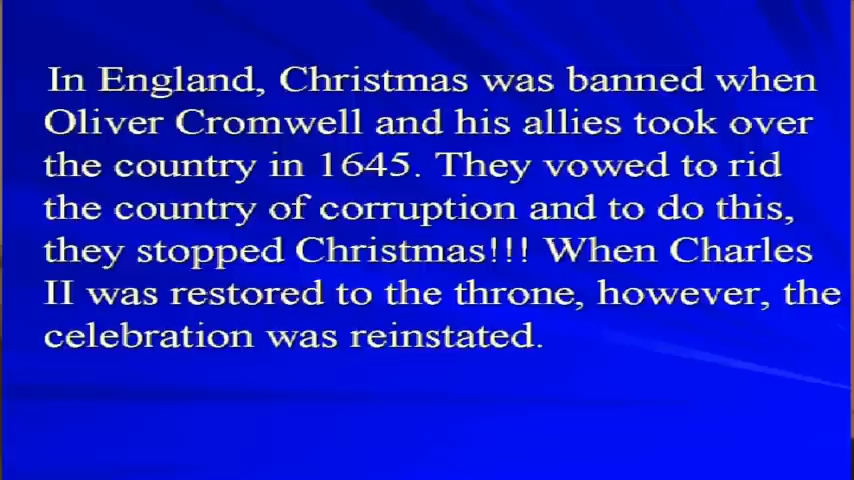 In England, Christmas was banned when
Oliver Cromwell and his allies took over
the country in 1645. They vowed to rid
the country of corruption and to do this,
they stopped Christmas!!! When Charles
II was restored to the throne, however, the
celebration was reinstated.